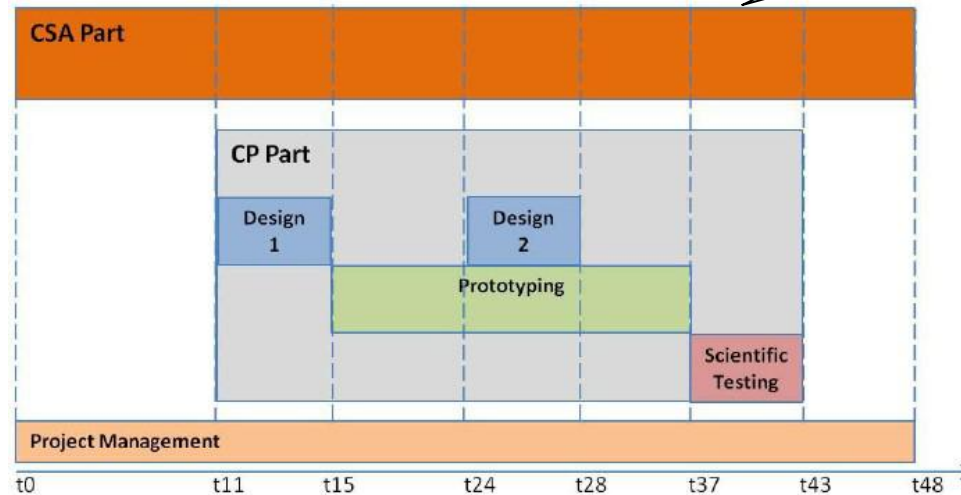 CSA Part
CP Part
Design
1
Design
2
Prototyping
Scientific
Testing
Project Management
t0 t11 t15 t24 t28 t37 t43 t48